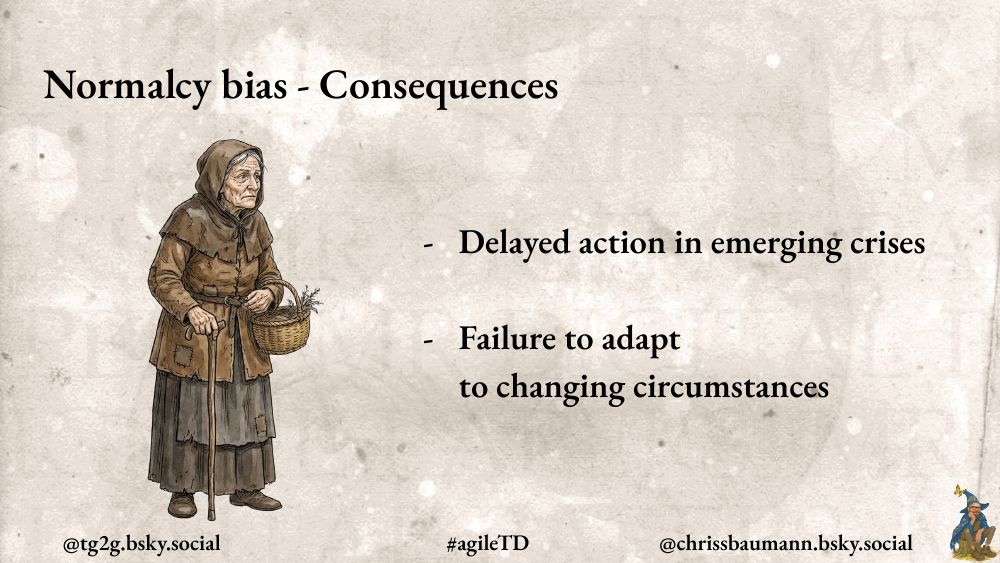 Normalcy bias - Consequences
- Delayed action in emerging crises
- Failure to adapt
to changing circumstances
@tg2g.bsky.social
#agileTD
@chrissbaumann.bsky.social